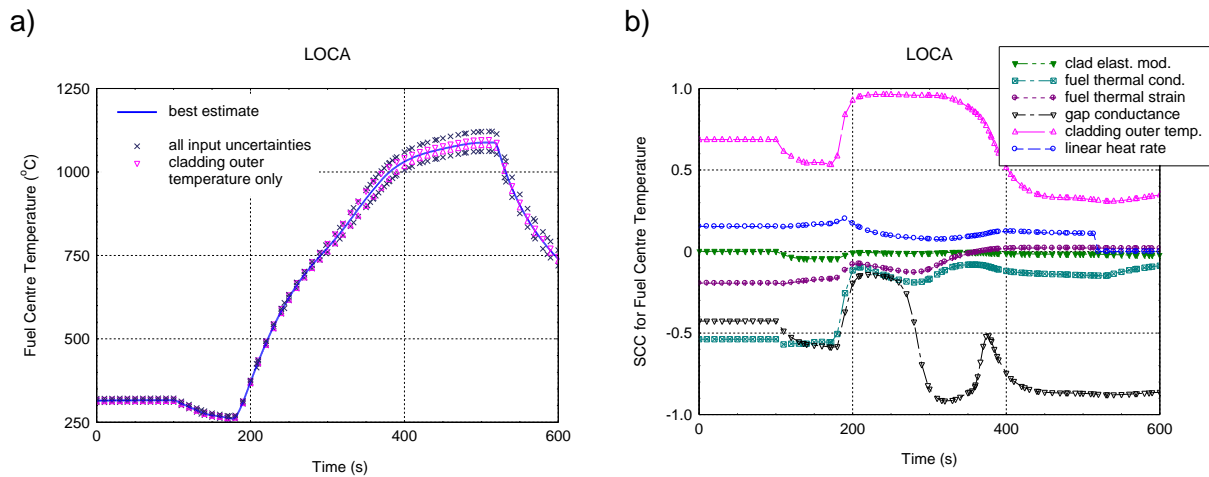 a)
LOCA
Fuel Centre Temperature (°C)
1250
1000
750
500
250
best estimate
all input uncertainties
cladding outer
temperature only
0
200
400
600
Time (s)
b)
LOCA
SCC for Fuel Centre Temperature
1.0
0.5
0
-0.5
-1.0
clad elast. mod.
fuel thermal cond.
fuel thermal strain
gap conductance
cladding outer temp.
linear heat rate
0
200
400
600
Time (s)